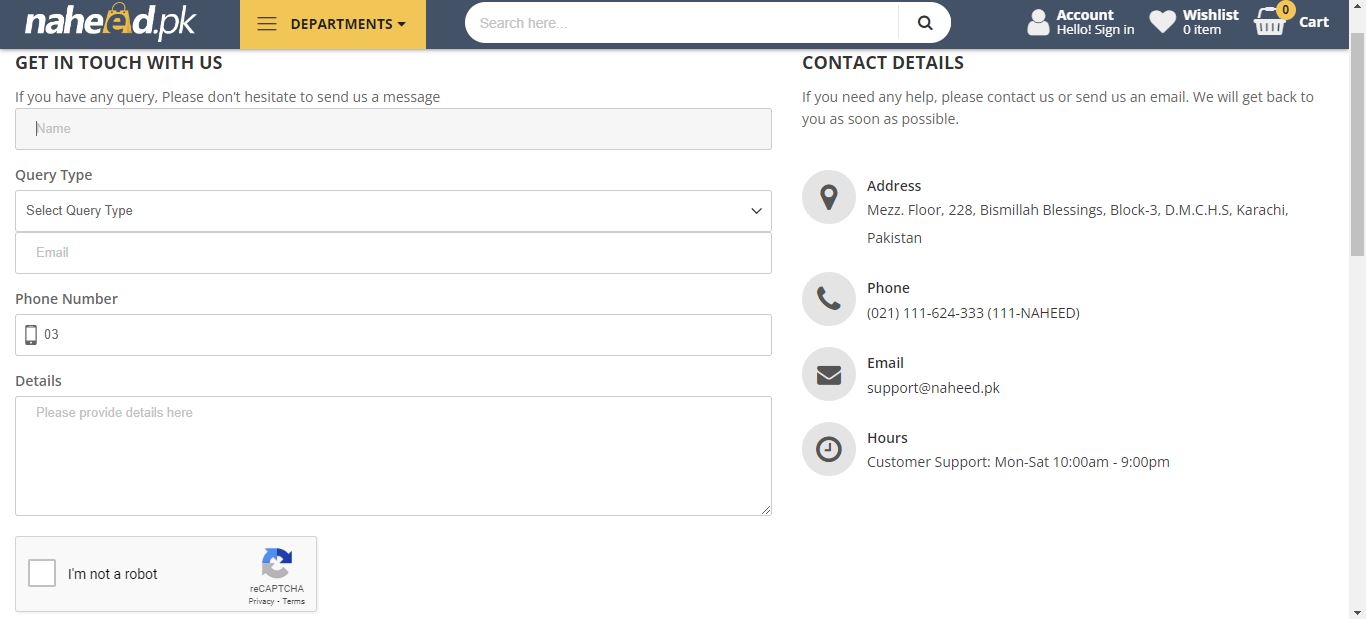 naheed.pk
DEPARTMENTS
Search here...
Account
Hello! Sign in
Wishlist
0 item
0
Cart
GET IN TOUCH WITH US
If you have any query, Please don't hesitate to send us a message
Name
Query Type
Select Query Type
Email
Phone Number
03
Details
Please provide details here
I'm not a robot
reCAPTCHA
Privacy - Terms
CONTACT DETAILS
If you need any help, please contact us or send us an email. We will get back to
you as soon as possible.
Address
Mezz. Floor, 228, Bismillah Blessings, Block-3, D.M.C.H.S, Karachi,
Pakistan
Phone
(021) 111-624-333 (111-NAHEED)
Email
support@naheed.pk
Hours
Customer Support: Mon-Sat 10:00am - 9:00pm